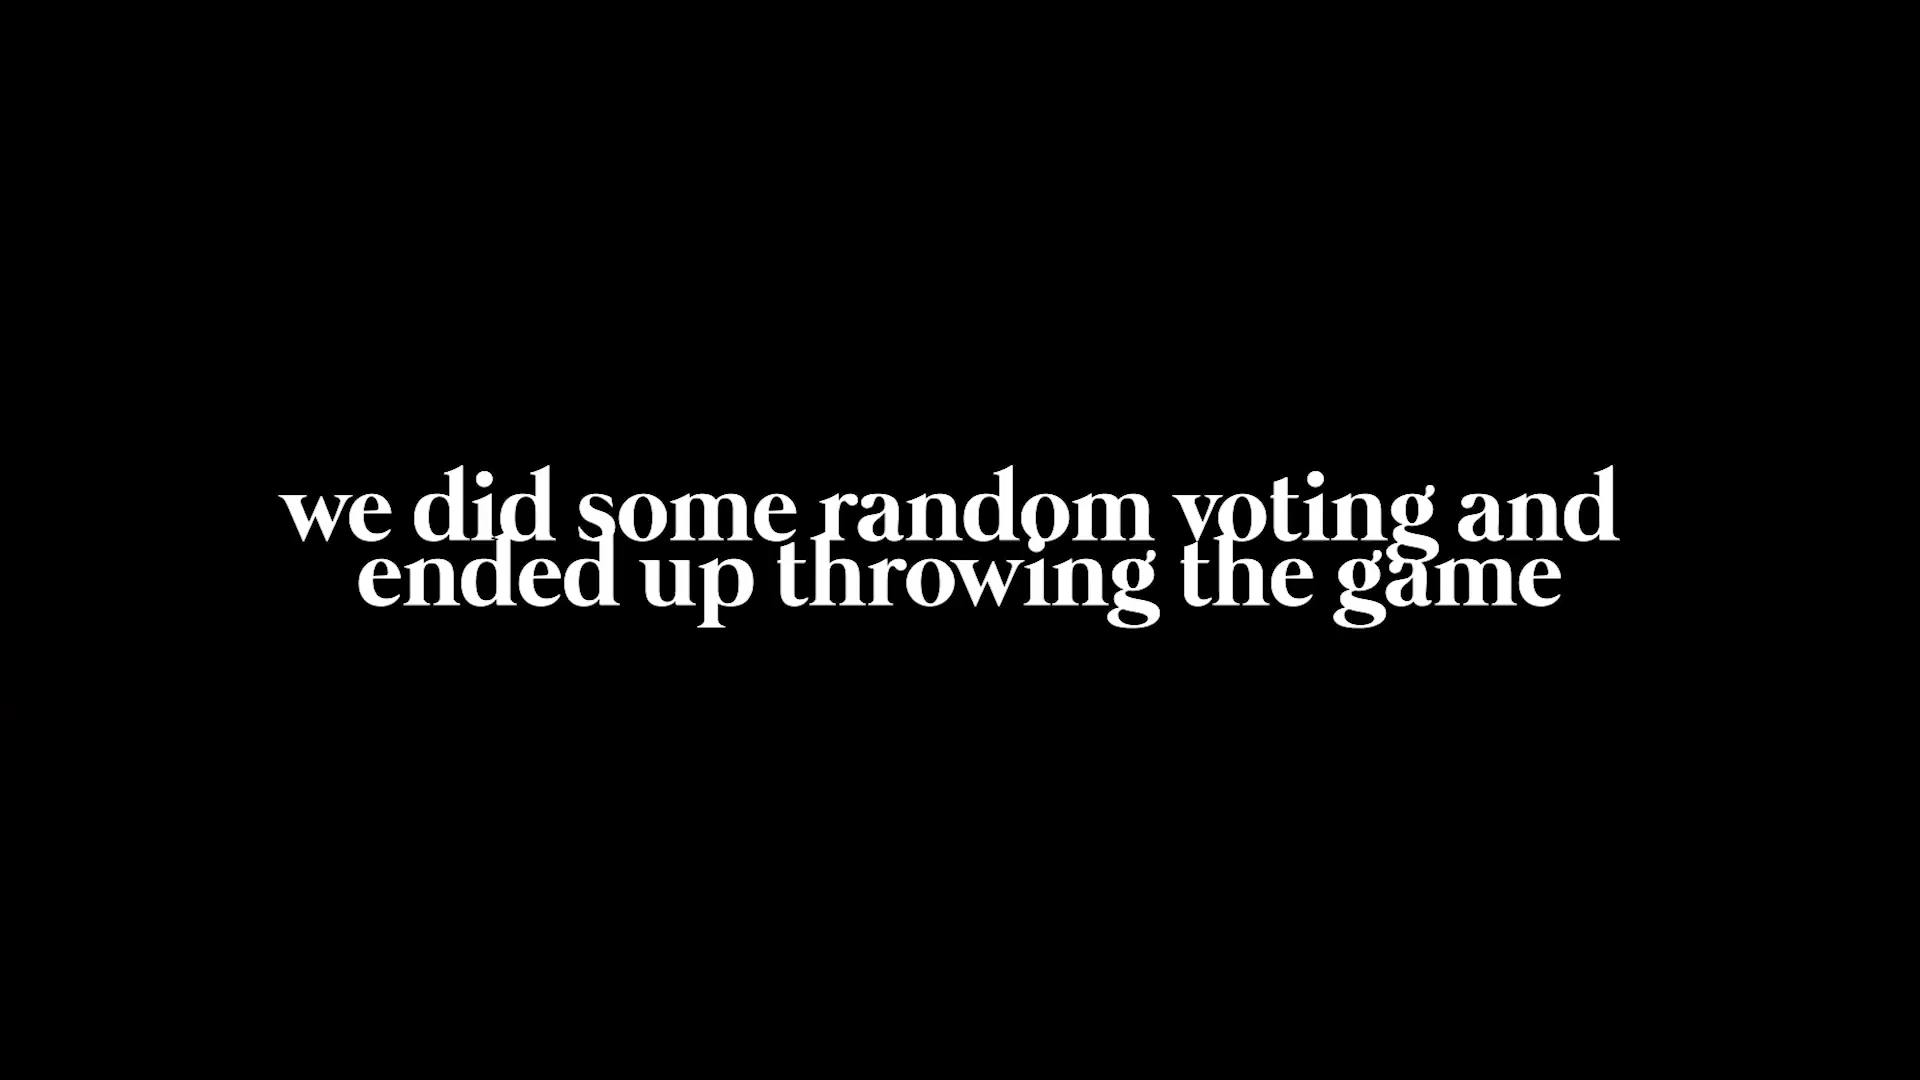 we did some random voting and
ended up throwing the game